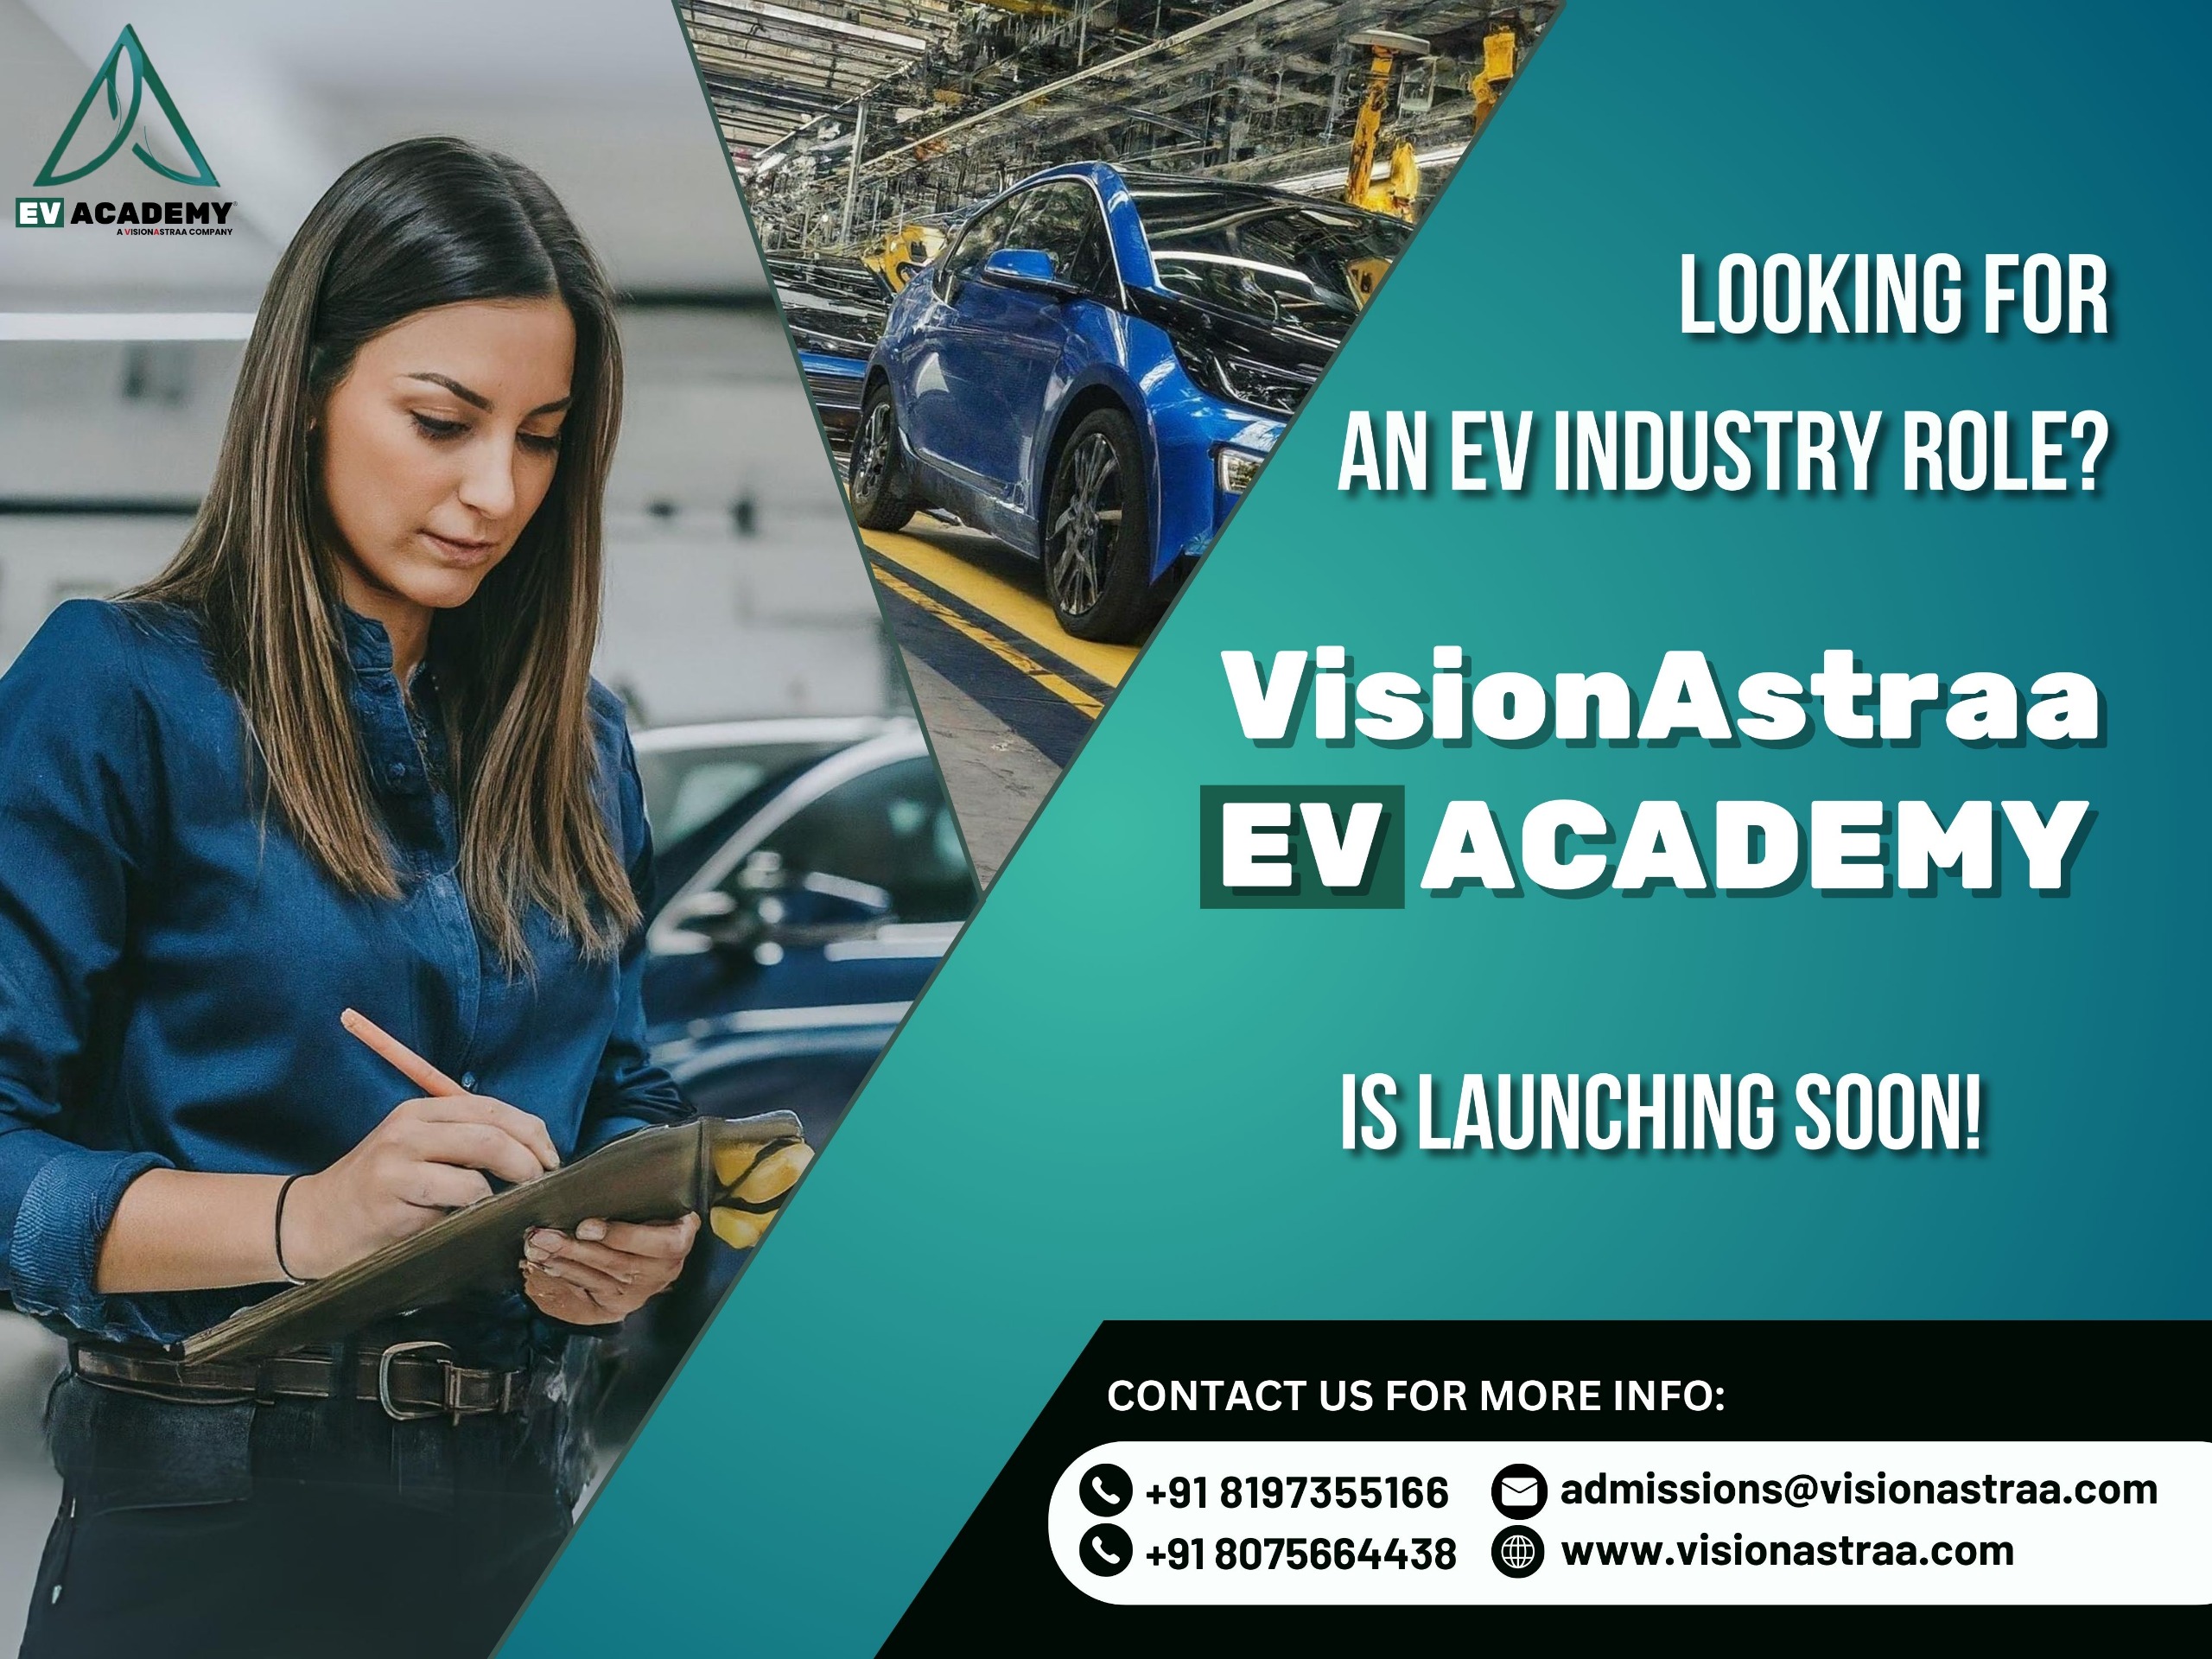 EV ACADEMY
A VISIONASTRAA COMPANY
LOOKING FOR
AN EV INDUSTRY ROLE?
VisionAstraa
EV ACADEMY
IS LAUNCHING SOON!
CONTACT US FOR MORE INFO:
+91 8197355166
+91 8075664438
admissions@visionastraa.com
www.visionastraa.com